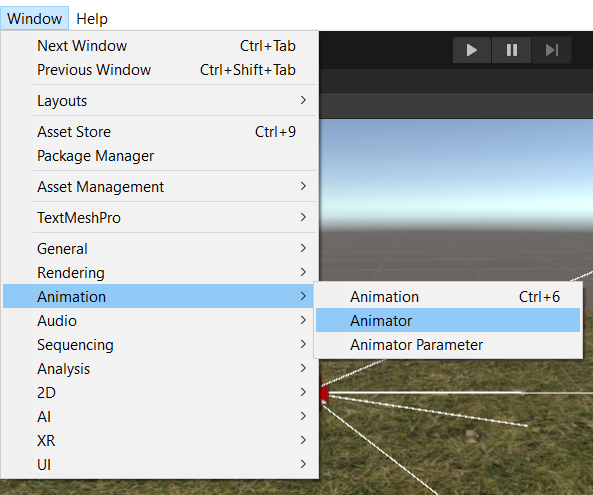 Window Help
Next Window Ctrl+Tab
Previous Window Ctrl+Shift+Tab
Layouts
Asset Store Ctrl+9
Package Manager
Asset Management
TextMeshPro
General
Rendering
Animation
Animation Ctrl+6
Audio
Animator
Sequencing
Animator Parameter
Analysis
2D
AI
XR
UI